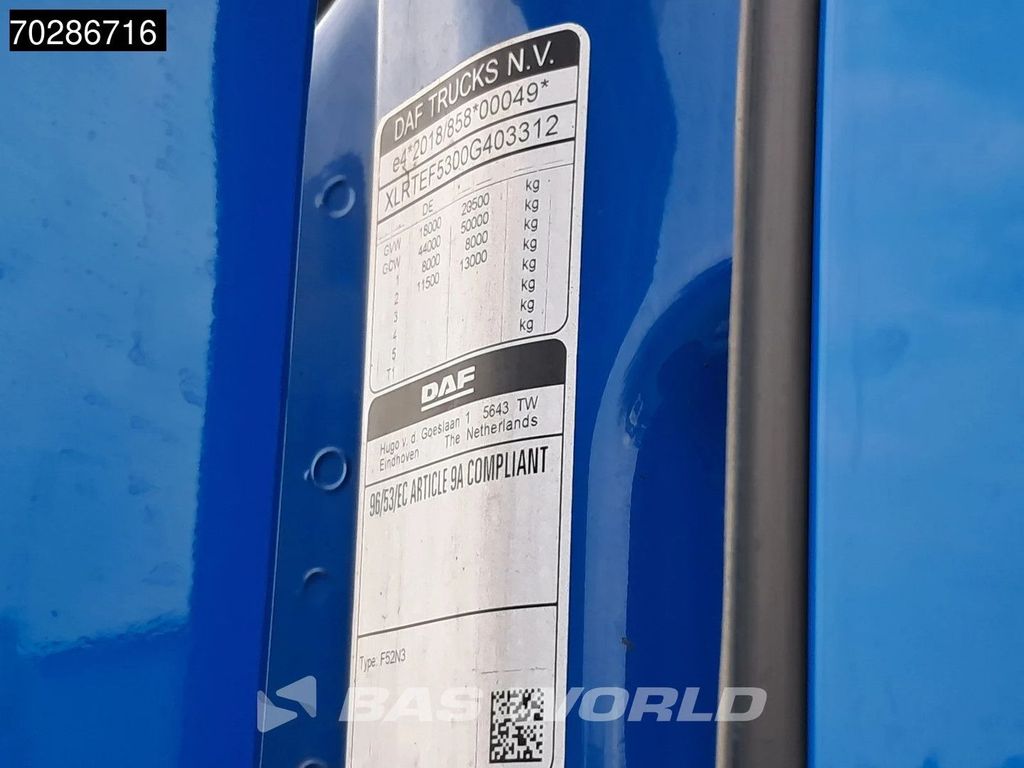 70286716
DAF TRUCKS N.V.
e4*2018/858*00049*
XLRTEF5300G403312
DE
GVW 18000 20500 kg
GCW 44000 50000 kg
1 8000 8000 kg
2 11500 13000 kg
3 kg
4 kg
5 kg
T1 kg
DAF
Hugo v. d. Goeslaan 1 5643 TW
Eindhoven The Netherlands
96/53/EC ARTICLE 9A COMPLIANT
Type: F52N3
BAS WORLD